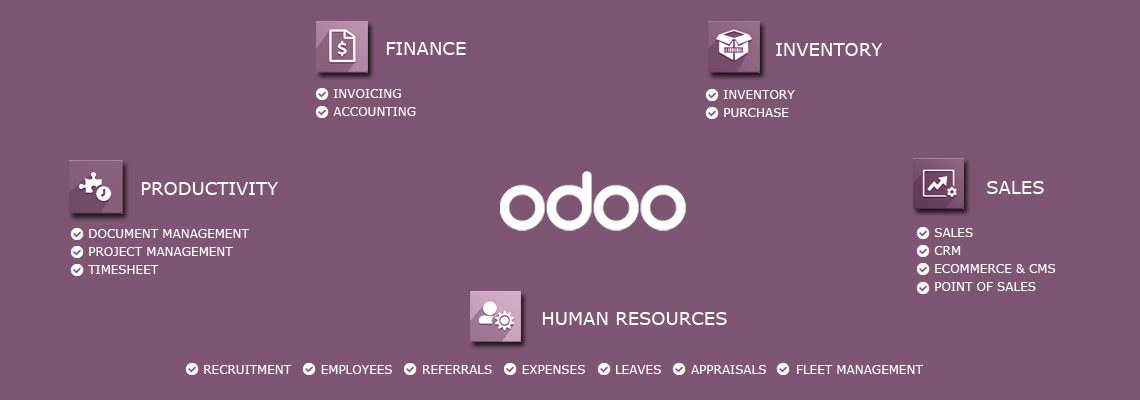 FINANCE
INVOICING
ACCOUNTING
INVENTORY
INVENTORY
PURCHASE
PRODUCTIVITY
DOCUMENT MANAGEMENT
PROJECT MANAGEMENT
TIMESHEET
odoo
SALES
SALES
CRM
ECOMMERCE & CMS
POINT OF SALES
HUMAN RESOURCES
RECRUITMENT EMPLOYEES REFERRALS EXPENSES LEAVES APPRAISALS FLEET MANAGEMENT